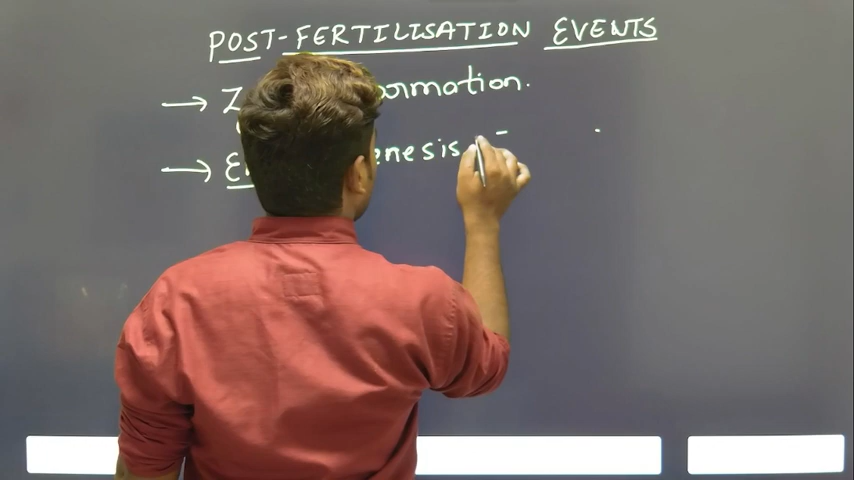 POST-FERTILISATION EVENTS
→ Z ormation.
→ E enesis